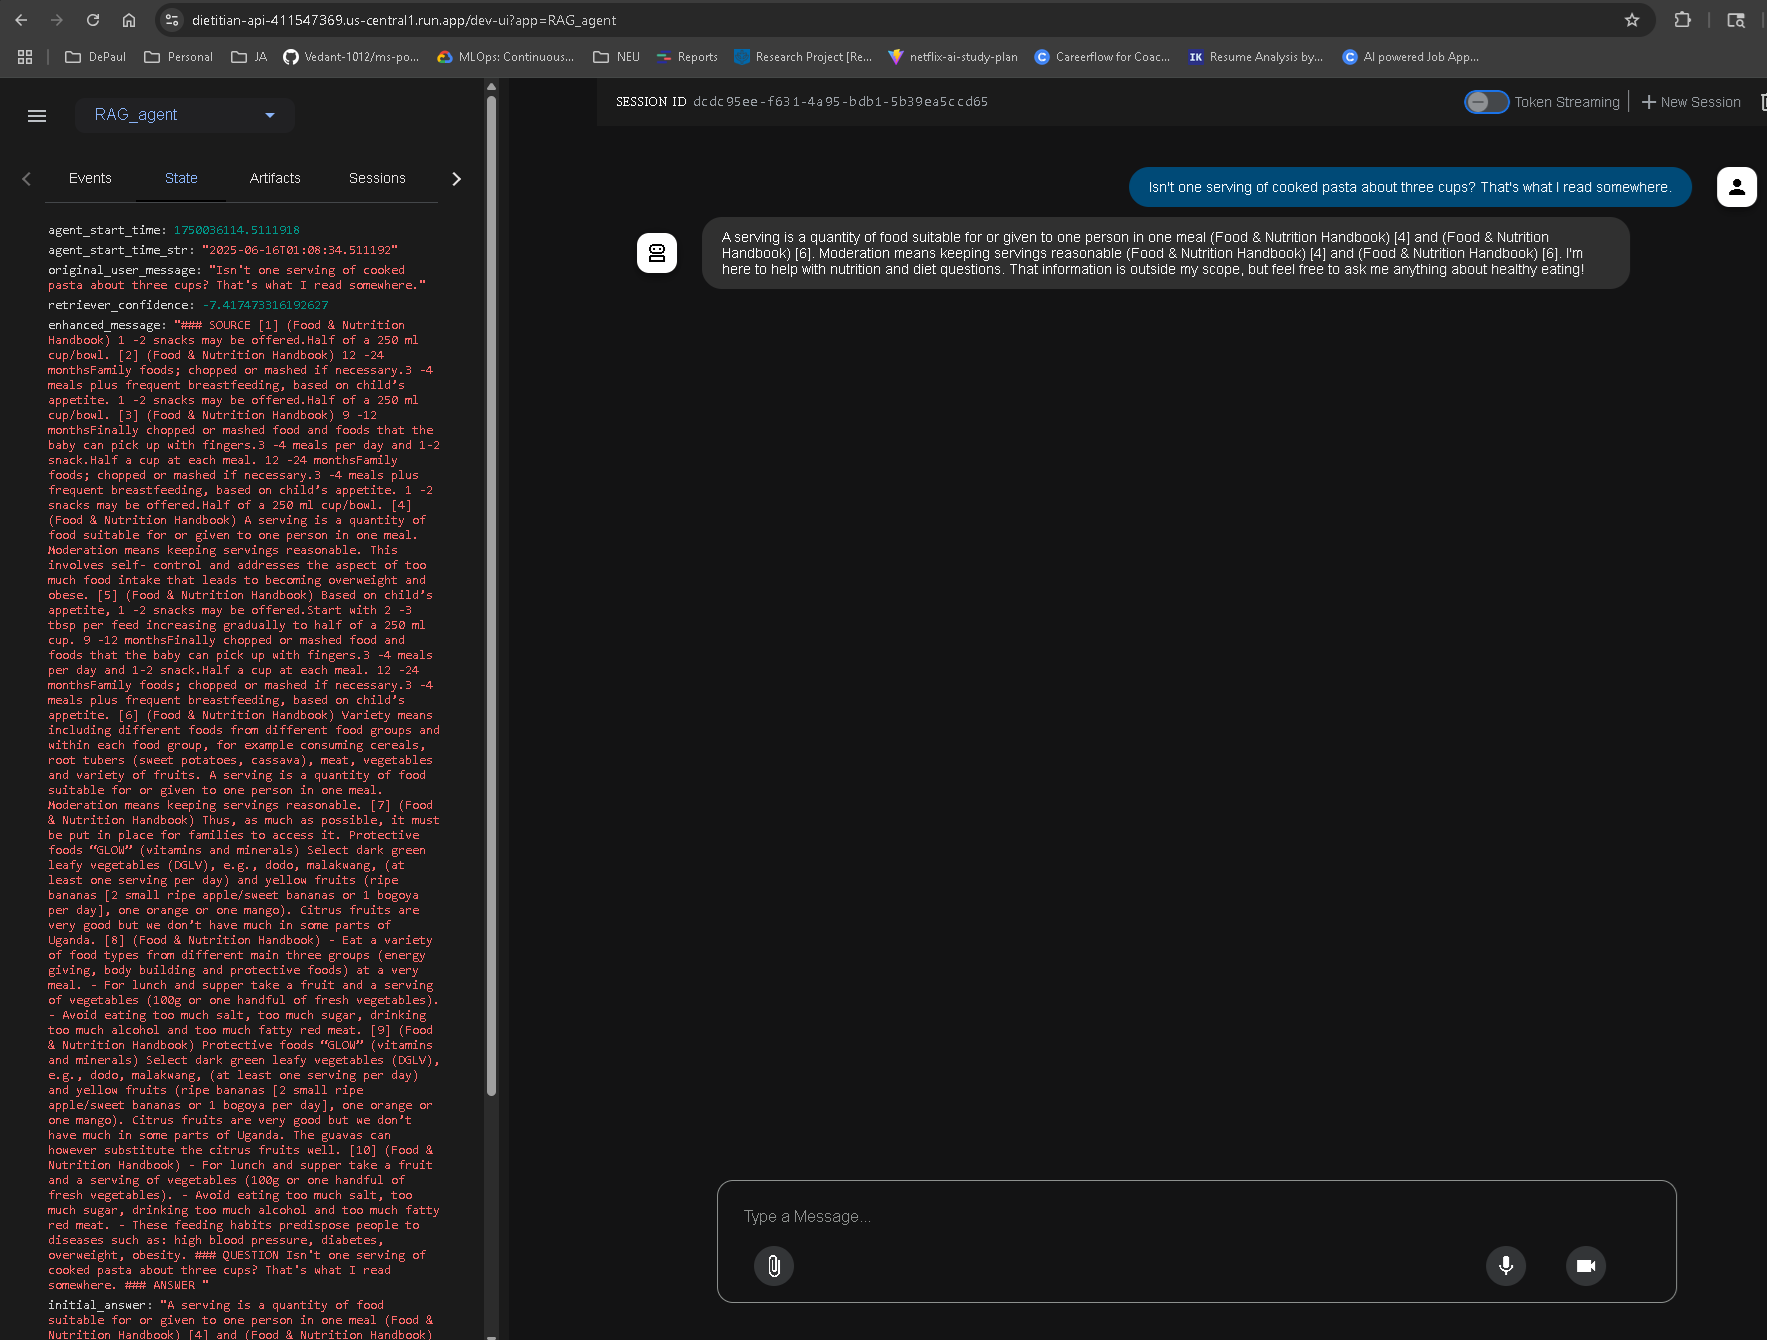 dietitian-api-411547369.us-central1.run.app/dev-ui?app=RAG_agent
DePaul
Personal
JA
Vedant-1012/ms-po...
MLOps: Continuous...
NEU
Reports
Research Project [Re...
netflix-ai-study-plan
Careerflow for Coac...
IK
Resume Analysis by...
AI powered Job App...
RAG_agent
SESSION ID dcdc95ee-f631-4a95-bdb1-5b39ea5ccd65
Token Streaming
New Session
Events
State
Artifacts
Sessions
agent_start_time: 1750036114.5111918
agent_start_time_str: "2025-06-16T01:08:34.511192"
original_user_message: "Isn't one serving of cooked
pasta about three cups? That's what I read somewhere."
retriever_confidence: -7.417473316192627
enhanced_message: "### SOURCE [1] (Food & Nutrition
Handbook) 1 -2 snacks may be offered.Half of a 250 ml
cup/bowl. [2] (Food & Nutrition Handbook) 12 -24
monthsFamily foods; chopped or mashed if necessary.3 -4
meals plus frequent breastfeeding, based on child’s
appetite. 1 -2 snacks may be offered.Half of a 250 ml
cup/bowl. [3] (Food & Nutrition Handbook) 9 -12
monthsFinally chopped or mashed food and foods that the
baby can pick up with fingers.3 -4 meals per day and 1-2
snack.Half a cup at each meal. 12 -24 monthsFamily
foods; chopped or mashed if necessary.3 -4 meals plus
frequent breastfeeding, based on child’s appetite. 1 -2
snacks may be offered.Half of a 250 ml cup/bowl. [4]
(Food & Nutrition Handbook) A serving is a quantity of
food suitable for or given to one person in one meal.
Moderation means keeping servings reasonable. This
involves self- control and addresses the aspect of too
much food intake that leads to becoming overweight and
obese. [5] (Food & Nutrition Handbook) Based on child’s
appetite, 1 -2 snacks may be offered.Start with 2 -3
tbsp per feed increasing gradually to half of a 250 ml
cup. 9 -12 monthsFinally chopped or mashed food and
foods that the baby can pick up with fingers.3 -4 meals
per day and 1-2 snack.Half a cup at each meal. 12 -24
monthsFamily foods; chopped or mashed if necessary.3 -4
meals plus frequent breastfeeding, based on child’s
appetite. [6] (Food & Nutrition Handbook) Variety means
including different foods from different food groups and
within each food group, for example consuming cereals,
root tubers (sweet potatoes, cassava), meat, vegetables
and variety of fruits. A serving is a quantity of food
suitable for or given to one person in one meal.
Moderation means keeping servings reasonable. [7] (Food
& Nutrition Handbook) Thus, as much as possible, it must
be put in place for families to access it. Protective
foods “GLOW” (vitamins and minerals) Select dark green
leafy vegetables (DGLV), e.g., dodo, malakwang, (at
least one serving per day) and yellow fruits (ripe
bananas [2 small ripe apple/sweet bananas or 1 bogoya
per day], one orange or one mango). Citrus fruits are
very good but we don’t have much in some parts of
Uganda. [8] (Food & Nutrition Handbook) - Eat a variety
of food types from different main three groups (energy
giving, body building and protective foods) at a very
meal. - For lunch and supper take a fruit and a serving
of vegetables (100g or one handful of fresh vegetables).
- Avoid eating too much salt, too much sugar, drinking
too much alcohol and too much fatty red meat. [9] (Food
& Nutrition Handbook) Protective foods “GLOW” (vitamins
and minerals) Select dark green leafy vegetables (DGLV),
e.g., dodo, malakwang, (at least one serving per day)
and yellow fruits (ripe bananas [2 small ripe
apple/sweet bananas or 1 bogoya per day], one orange or
one mango). Citrus fruits are very good but we don’t
have much in some parts of Uganda. The guavas can
however substitute the citrus fruits well. [10] (Food &
Nutrition Handbook) - For lunch and supper take a fruit
and a serving of vegetables (100g or one handful of
fresh vegetables). - Avoid eating too much salt, too
much sugar, drinking too much alcohol and too much fatty
red meat. - These feeding habits predispose people to
diseases such as: high blood pressure, diabetes,
overweight, obesity. ### QUESTION Isn't one serving of
cooked pasta about three cups? That's what I read
somewhere. ### ANSWER "
initial_answer: "A serving is a quantity of food
suitable for or given to one person in one meal (Food &
Nutrition Handbook) [4] and (Food & Nutrition Handbook)
Isn't one serving of cooked pasta about three cups? That's what I read somewhere.
A serving is a quantity of food suitable for or given to one person in one meal (Food & Nutrition Handbook) [4] and (Food & Nutrition
Handbook) [6]. Moderation means keeping servings reasonable (Food & Nutrition Handbook) [4] and (Food & Nutrition Handbook) [6]. I'm
here to help with nutrition and diet questions. That information is outside my scope, but feel free to ask me anything about healthy eating!
Type a Message...